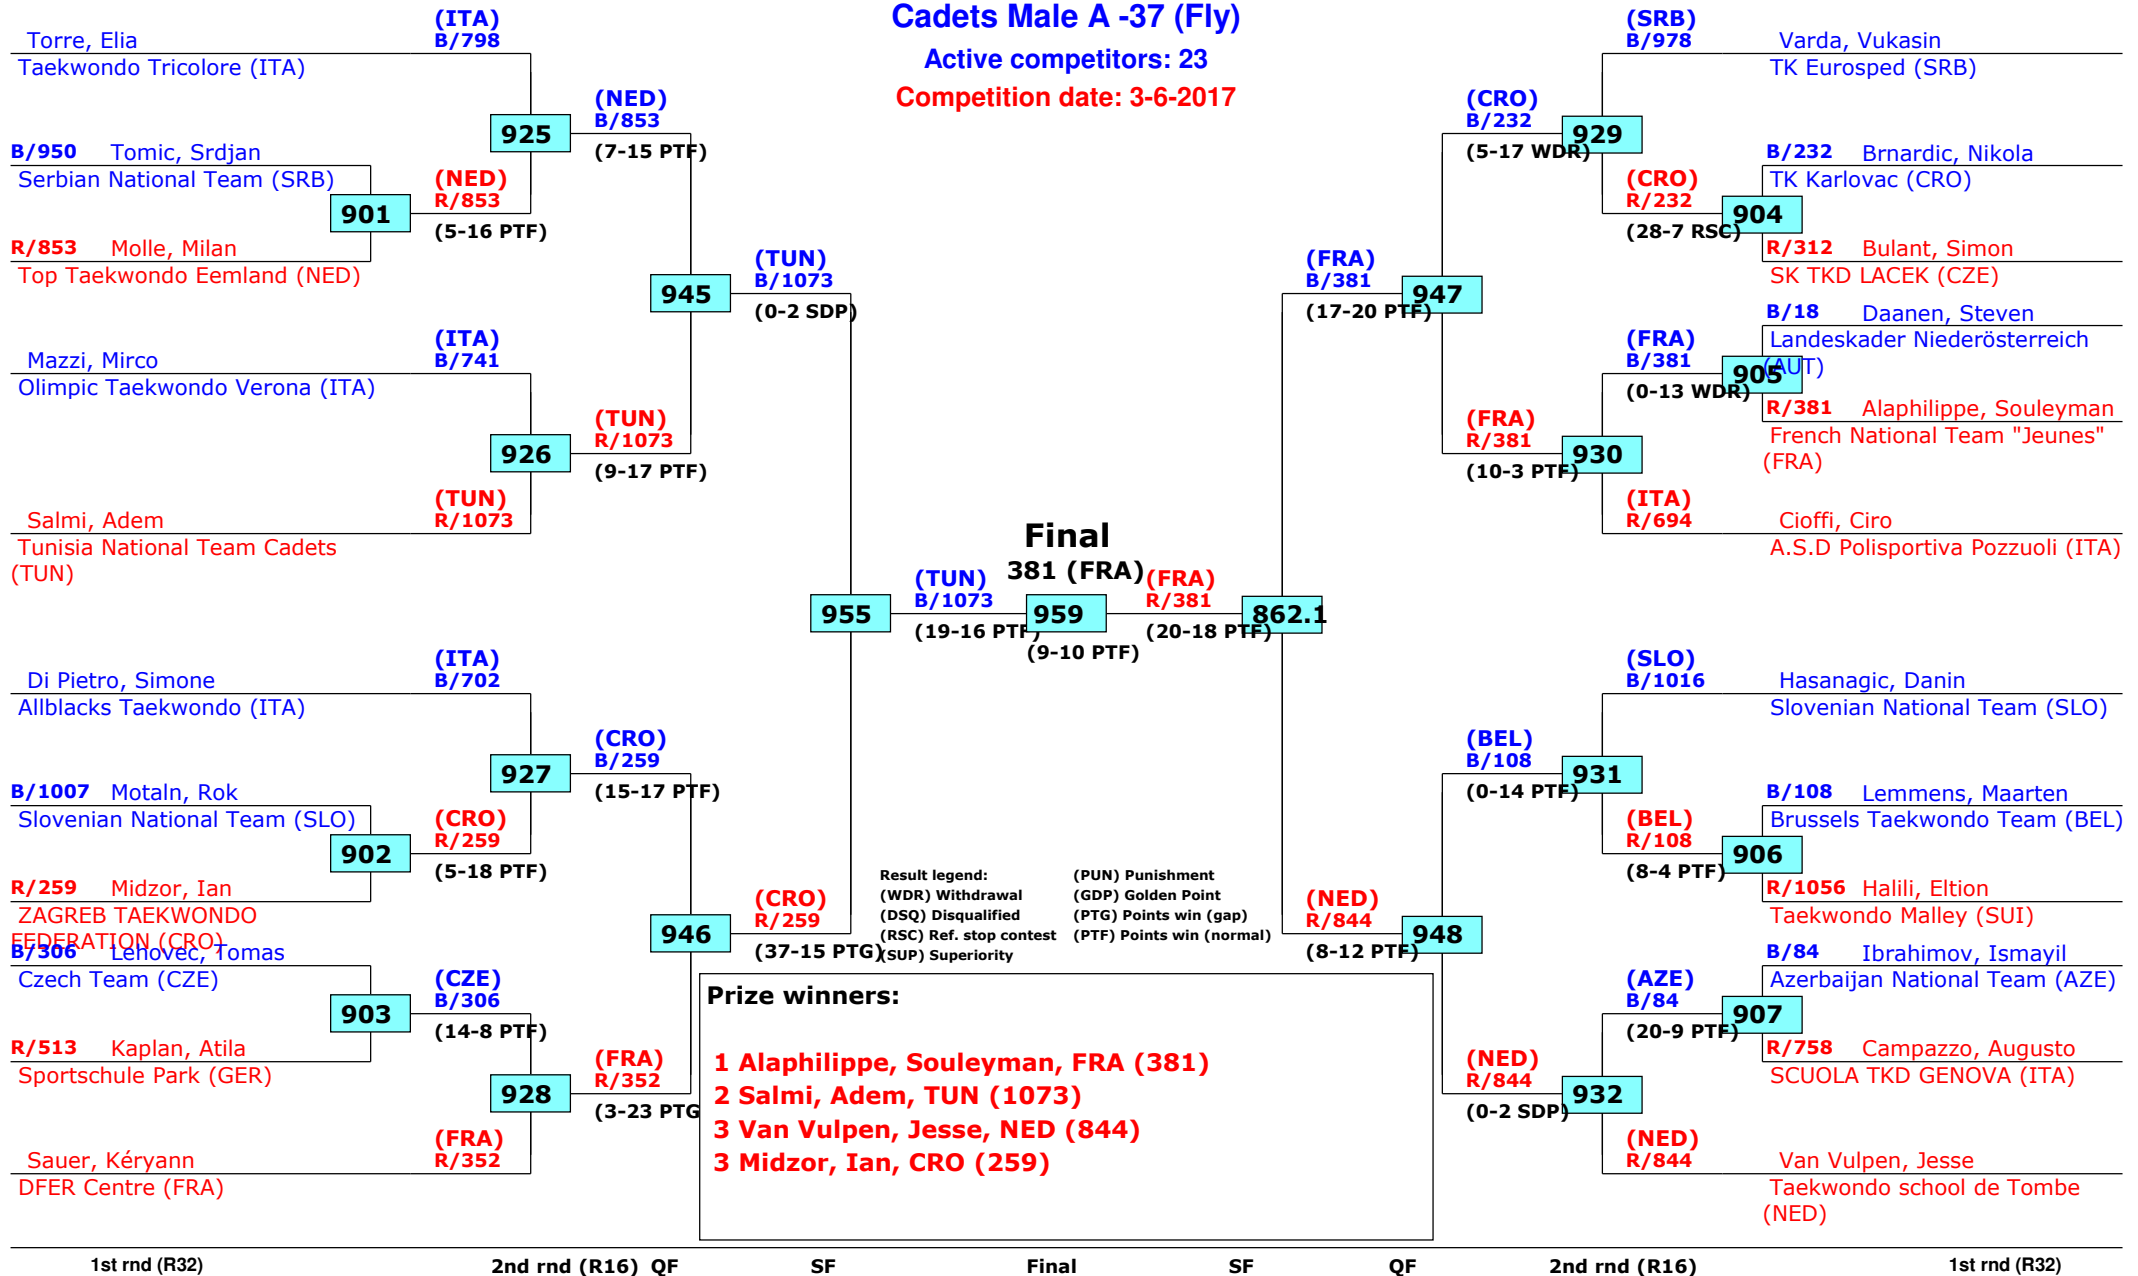 Cadets Male A -37 (Fly)
Active competitors: 23
Competition date: 3-6-2017
(ITA)
B/798
Torre, Elia
Taekwondo Tricolore (ITA)
(NED)
B/853
925
(7-15 PTF)
B/950 Tomic, Srdjan
Serbian National Team (SRB)
(NED)
R/853
901
(5-16 PTF)
R/853 Molle, Milan
Top Taekwondo Eemland (NED)
(TUN)
B/1073
945
(0-2 SDP)
(ITA)
B/741
Mazzi, Mirco
Olimpic Taekwondo Verona (ITA)
(TUN)
R/1073
926
(9-17 PTF)
(TUN)
R/1073
Salmi, Adem
Tunisia National Team Cadets
(TUN)
955
(TUN)
B/1073
(19-16 PTF)
(ITA)
B/702
Di Pietro, Simone
Allblacks Taekwondo (ITA)
(CRO)
B/259
927
(15-17 PTF)
B/1007 Motaln, Rok
Slovenian National Team (SLO)
(CRO)
R/259
902
(5-18 PTF)
R/259 Midzor, Ian
ZAGREB TAEKWONDO
FEDERATION (CRO)
(CRO)
R/259
946
(37-15 PTG)
B/306 Lehovec, Tomas
Czech Team (CZE)
(CZE)
B/306
903
(14-8 PTF)
R/513 Kaplan, Atila
Sportschule Park (GER)
(FRA)
R/352
928
(3-23 PTG
(FRA)
R/352
Sauer, Kéryann
DFER Centre (FRA)
Final
381 (FRA)
959
(9-10 PTF)
(FRA)
R/381
862.1
(20-18 PTF)
(SRB)
B/978
Varda, Vukasin
TK Eurosped (SRB)
(CRO)
B/232
929
(5-17 WDR)
B/232 Brnardic, Nikola
TK Karlovac (CRO)
(CRO)
R/232
904
(28-7 RSC)
R/312 Bulant, Simon
SK TKD LACEK (CZE)
(FRA)
B/381
947
(17-20 PTF)
B/18 Daanen, Steven
Landeskader Niederösterreich
(AUT)
(FRA)
B/381
905
(0-13 WDR)
R/381 Alaphilippe, Souleyman
French National Team "Jeunes"
(FRA)
(FRA)
R/381
930
(10-3 PTF)
(ITA)
R/694
Cioffi, Ciro
A.S.D Polisportiva Pozzuoli (ITA)
(SLO)
B/1016
Hasanagic, Danin
Slovenian National Team (SLO)
(BEL)
B/108
931
(0-14 PTF)
B/108 Lemmens, Maarten
Brussels Taekwondo Team (BEL)
(BEL)
R/108
906
(8-4 PTF)
R/1056 Halili, Eltion
Taekwondo Malley (SUI)
(NED)
R/844
948
(8-12 PTF)
B/84 Ibrahimov, Ismayil
Azerbaijan National Team (AZE)
(AZE)
B/84
907
(20-9 PTF)
R/758 Campazzo, Augusto
SCUOLA TKD GENOVA (ITA)
(NED)
R/844
932
(0-2 SDP)
(NED)
R/844
Van Vulpen, Jesse
Taekwondo school de Tombe
(NED)
Result legend: (PUN) Punishment
(WDR) Withdrawal (GDP) Golden Point
(DSQ) Disqualified (PTG) Points win (gap)
(RSC) Ref. stop contest (PTF) Points win (normal)
(SUP) Superiority
Prize winners:
1 Alaphilippe, Souleyman, FRA (381)
2 Salmi, Adem, TUN (1073)
3 Van Vulpen, Jesse, NED (844)
3 Midzor, Ian, CRO (259)
1st rnd (R32) 2nd rnd (R16) QF SF Final SF QF 2nd rnd (R16) 1st rnd (R32)